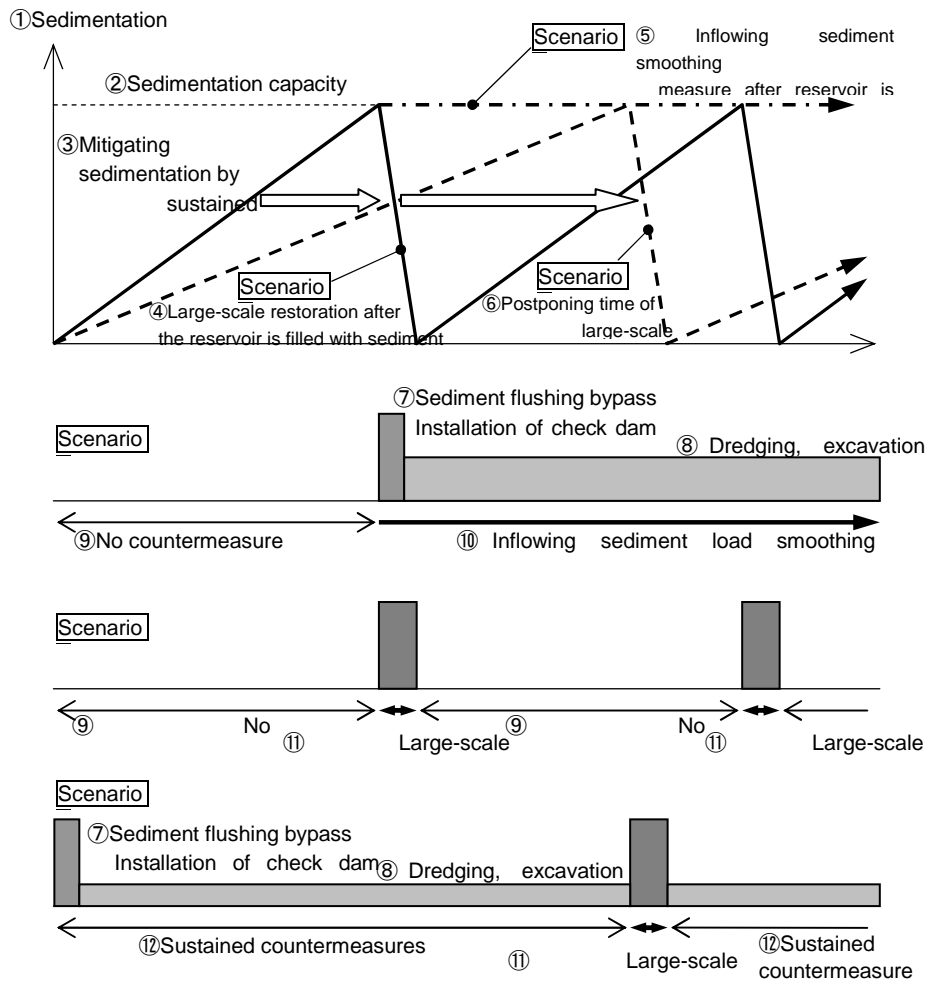 ①Sedimentation
Scenario
⑤ Inflowing sediment
smoothing
measure after reservoir is
②Sedimentation capacity
③Mitigating
sedimentation by
sustained
Scenario
④Large-scale restoration after
the reservoir is filled with sediment
Scenario
⑥Postponing time of
large-scale
⑦Sediment flushing bypass
Installation of check dam
Scenario
⑧ Dredging, excavation
⑨No countermeasure
⑩ Inflowing sediment load smoothing
Scenario
⑨ No
⑪ Large-scale
⑨ No
⑪ Large-scale
Scenario
⑦Sediment flushing bypass
Installation of check dam
⑧ Dredging, excavation
⑫Sustained countermeasures
⑪ Large-scale
⑫Sustained
countermeasure